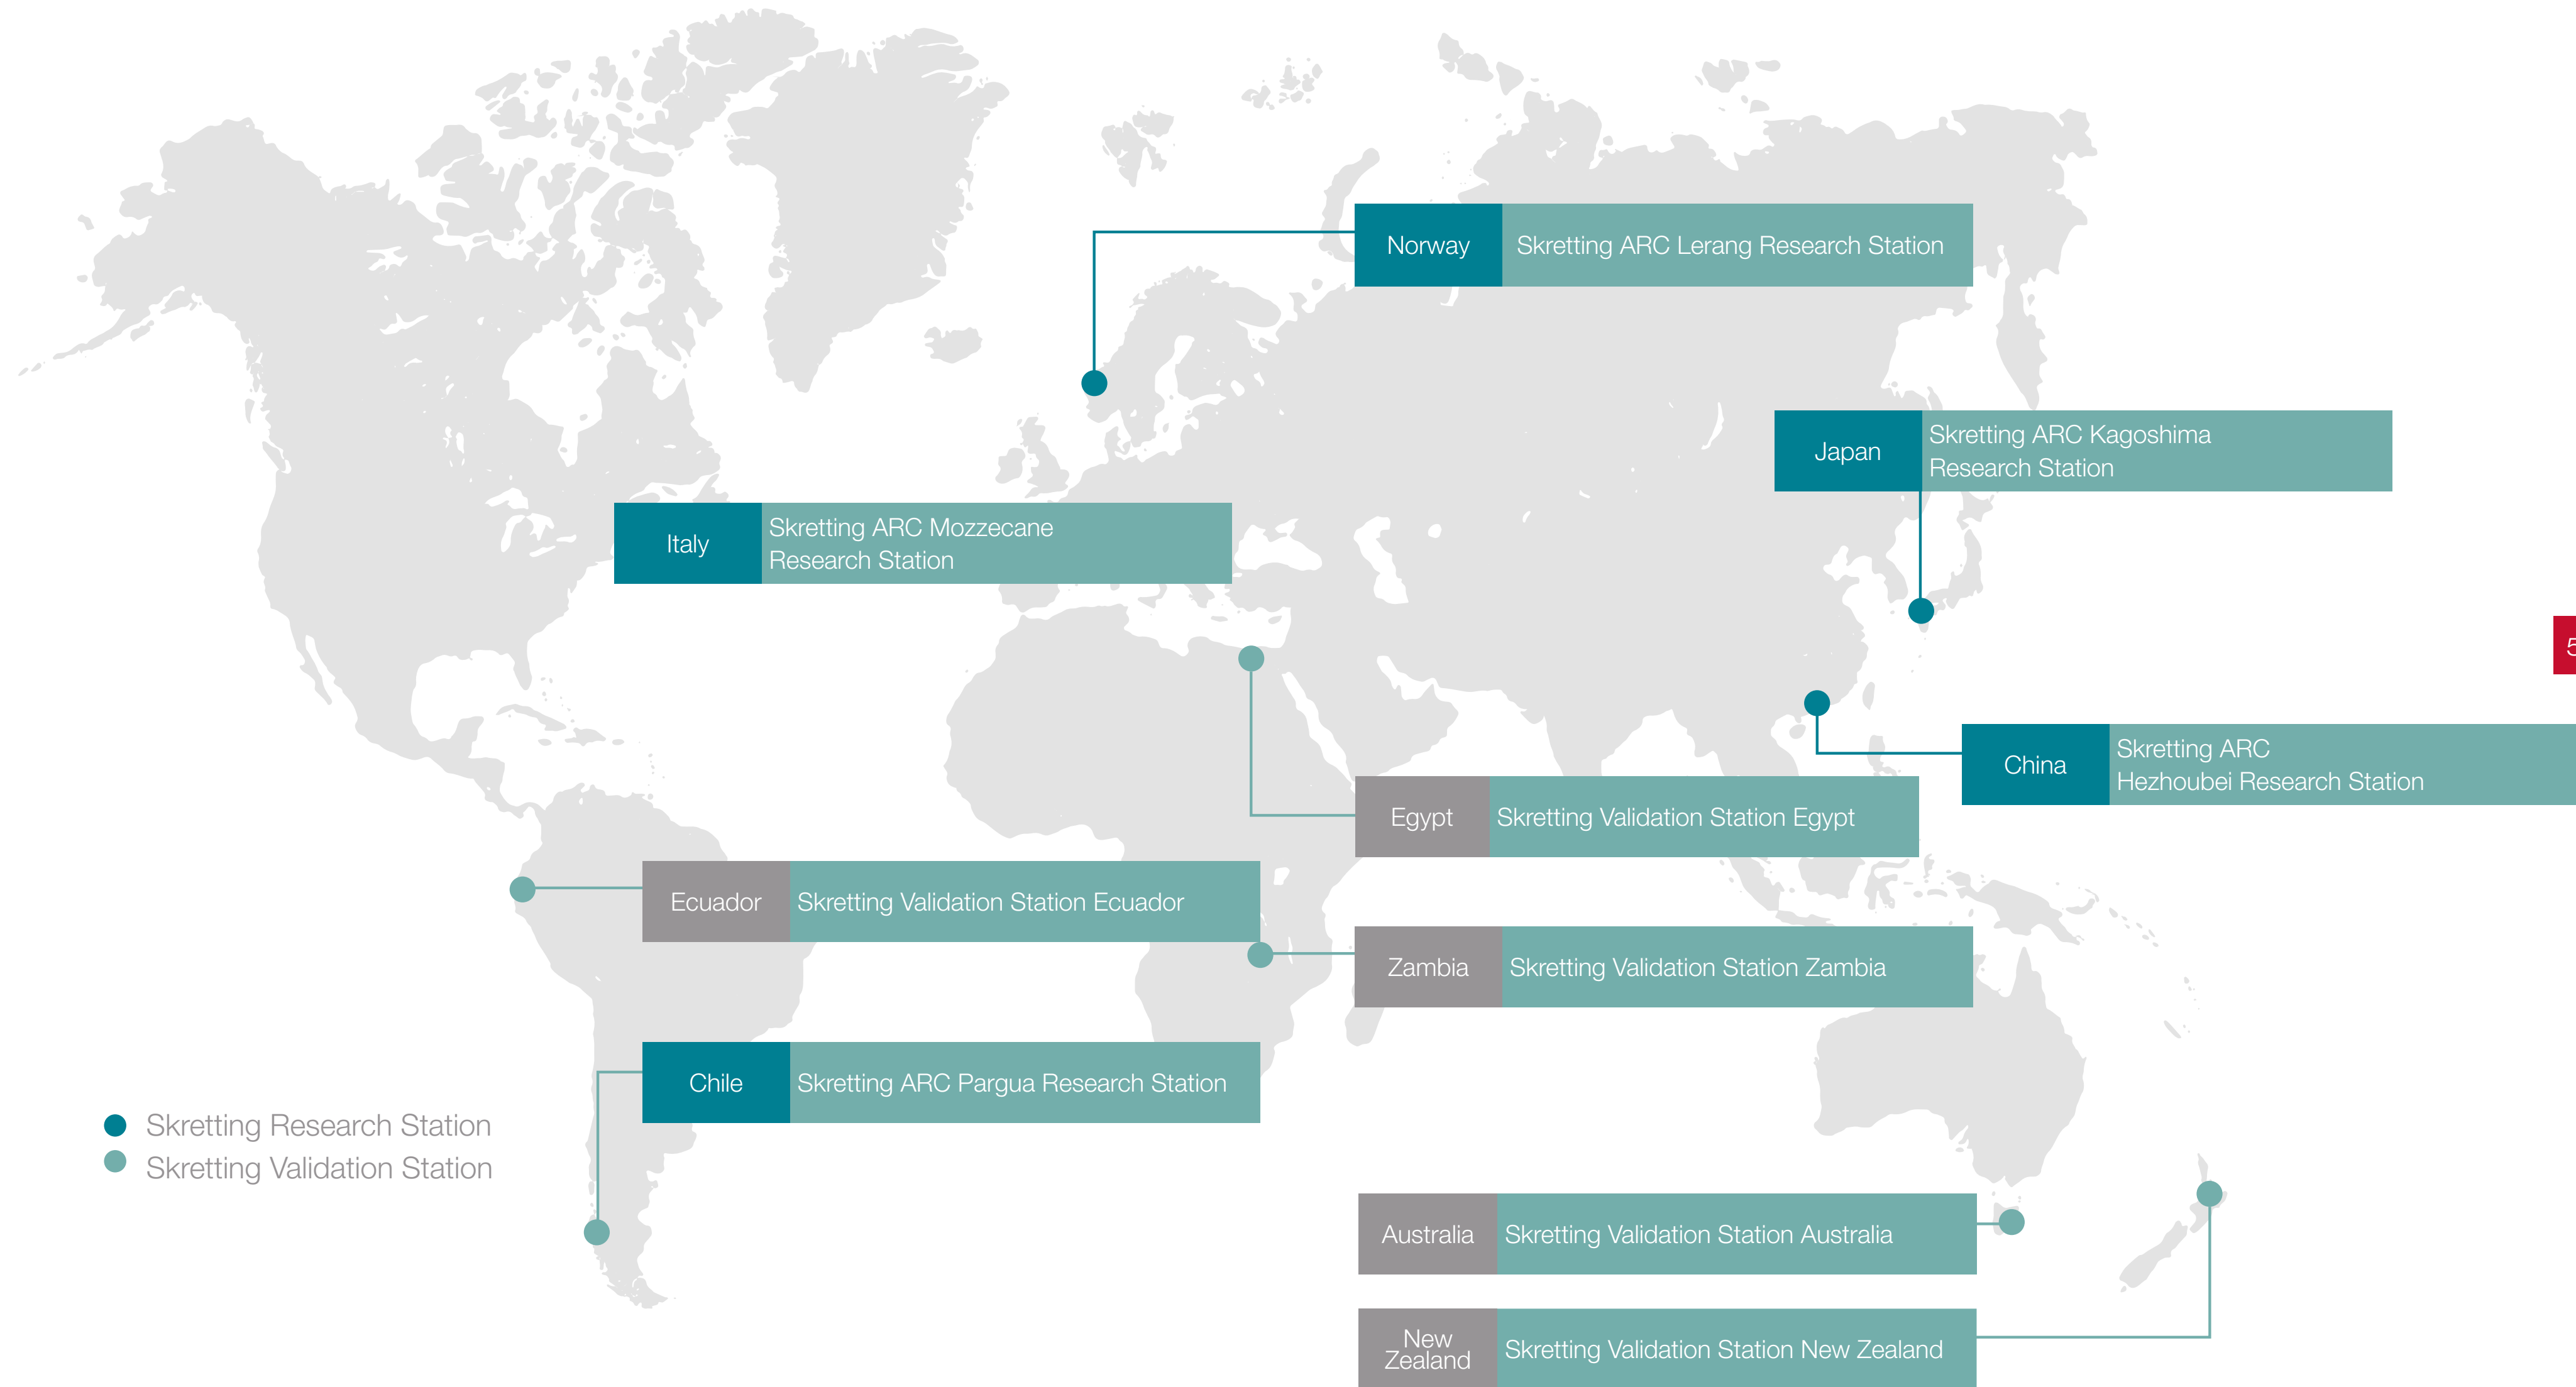 Norway
Skretting ARC Lerang Research Station
Japan
Skretting ARC Kagoshima
Research Station
Italy
Skretting ARC Mozzecane
Research Station
5
China
Skretting ARC
Hezhoubei Research Station
Egypt
Skretting Validation Station Egypt
Ecuador
Skretting Validation Station Ecuador
Zambia
Skretting Validation Station Zambia
Chile
Skretting ARC Pargua Research Station
Skretting Research Station
Skretting Validation Station
Australia
Skretting Validation Station Australia
New
Zealand
Skretting Validation Station New Zealand